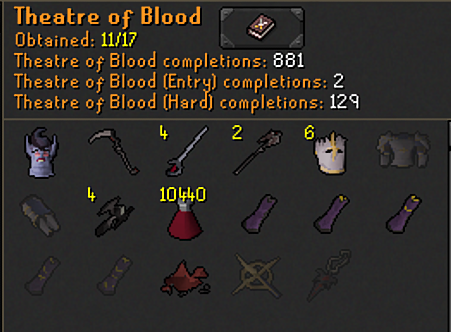 Theatre of Blood
Obtained: 11/17
Theatre of Blood completions: 881
Theatre of Blood (Entry) completions: 2
Theatre of Blood (Hard) completions: 129
4 2 6
4 10440